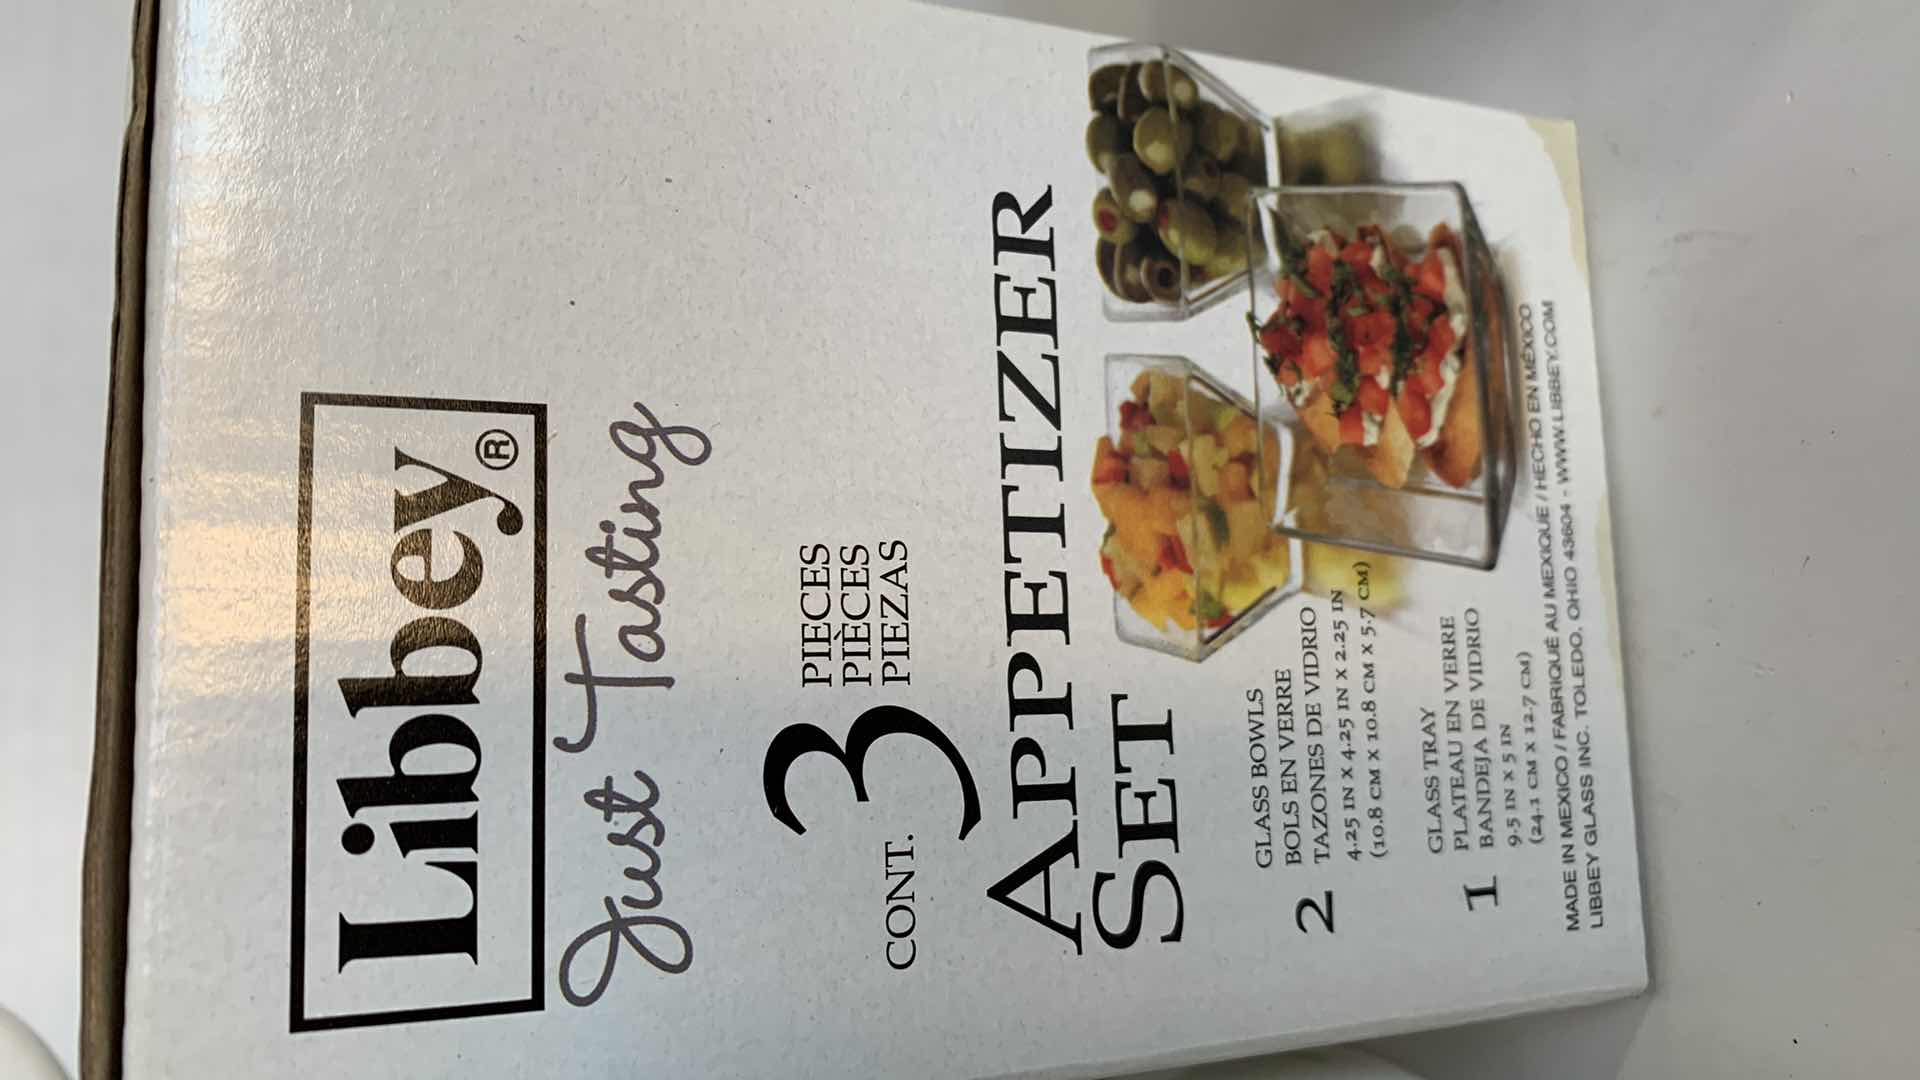 Libbey®
Just Tasting
CONT. 3 PIECES
PIÈCES
PIEZAS
APPETIZER
SET
2 GLASS BOWLS
BOLS EN VERRE
TAZONES DE VIDRIO
4.25 IN X 4.25 IN X 2.25 IN
(10.8 CM X 10.8 CM X 5.7 CM)
1 GLASS TRAY
PLATEAU EN VERRE
BANDEJA DE VIDRIO
9.5 IN X 5 IN
(24.1 CM X 12.7 CM)
MADE IN MEXICO / FABRIQUÉ AU MEXIQUE / HECHO EN MÉXICO
LIBBEY GLASS INC. TOLEDO, OHIO 43604 - WWW.LIBBEY.COM